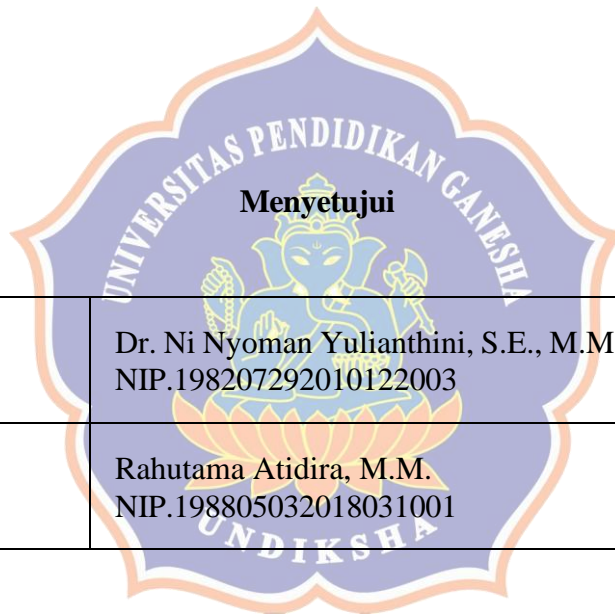 UNIVERSITAS PENDIDIKAN GANESHA
Menyetujui
Dr. Ni Nyoman Yulianthini, S.E., M.M
NIP.198207292010122003
Rahutama Atidira, M.M.
NIP.198805032018031001
UNDIKSHA